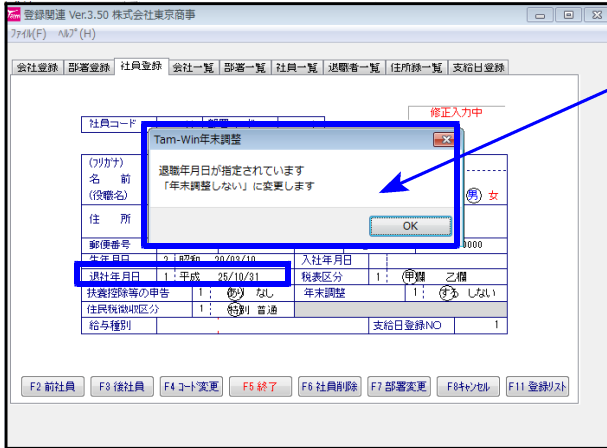 登録関連 Ver.3.50 株式会社東京商事
ﾌｧｲﾙ(F) ﾍﾙﾌﾟ(H)
会社登録 部署登録 社員登録 会社一覧 部署一覧 社員一覧 退職者一覧 住所録一覧 支給日登録
修正入力中
社員コード
Tam-Win年末調整
退職年月日が指定されています
「年末調整しない」に変更します
OK
(フリガナ)
名 前
(役職名)
男 女
住 所
郵便番号 0000
生年月日 2 昭和 20/03/10 入社年月日
退社年月日 1 平成 25/10/31 税表区分 1 甲欄 乙欄
扶養控除等の申告 1 あり なし 年末調整 1 する しない
住民税徴収区分 1 特別 普通
給与種別 支給日登録NO 1
F2 前社員 F3 後社員 F4 ｺｰﾄﾞ変更 F5 終了 F6 社員削除 F7 部署変更 F8ｷｬﾝｾﾙ F11 登録ﾘｽﾄ